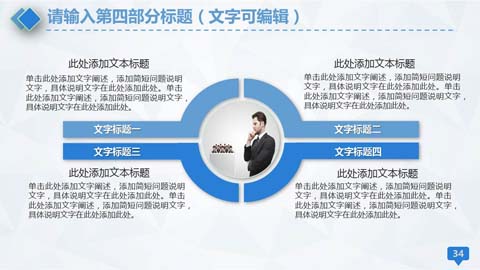 请输入第四部分标题（文字可编辑）
此处添加文本标题
单击此处添加文字阐述，添加简短问题说明
文字，具体说明文字在此处添加此处。单击
此处添加文字阐述，添加简短问题说明文字，
具体说明文字在此处添加此处。
此处添加文本标题
单击此处添加文字阐述，添加简短问题说明
文字，具体说明文字在此处添加此处。单击
此处添加文字阐述，添加简短问题说明文字，
具体说明文字在此处添加此处。
文字标题一
文字标题二
文字标题三
文字标题四
此处添加文本标题
单击此处添加文字阐述，添加简短问题说明
文字，具体说明文字在此处添加此处。单击
此处添加文字阐述，添加简短问题说明文字，
具体说明文字在此处添加此处。
此处添加文本标题
单击此处添加文字阐述，添加简短问题说明
文字，具体说明文字在此处添加此处。单击
此处添加文字阐述，添加简短问题说明文字，
具体说明文字在此处添加此处。
34